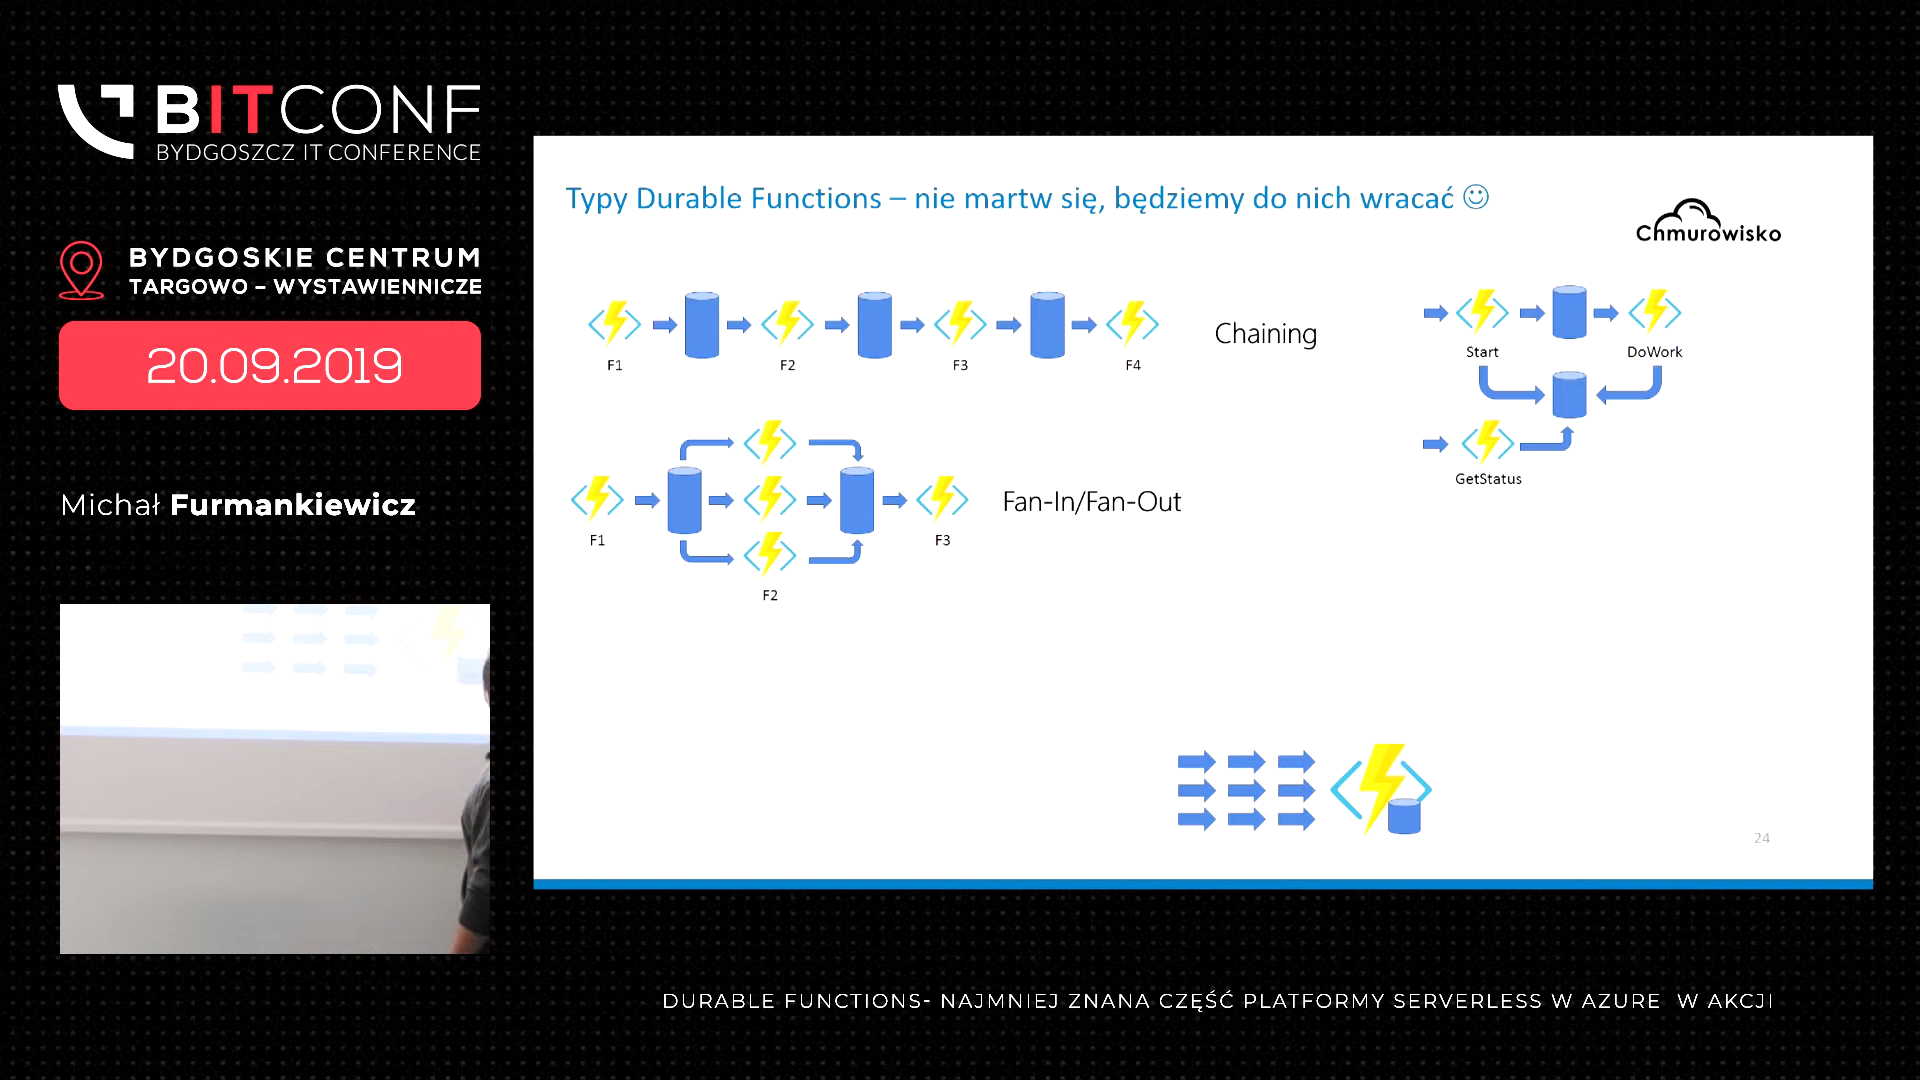 BITCONF
BYDGOSZCZ IT CONFERENCE
BYDGOSKIE CENTRUM
TARGOWO – WYSTAWIENNICZE
20.09.2019
Michał Furmankiewicz
Typy Durable Functions – nie martw się, będziemy do nich wracać ☺
Chmurowisko
F1
F2
F3
F4
Chaining
Start
DoWork
GetStatus
F1
F2
F3
Fan-In/Fan-Out
24
DURABLE FUNCTIONS- NAJMNIEJ ZNANA CZĘŚĆ PLATFORMY SERVERLESS W AZURE W AKCJI